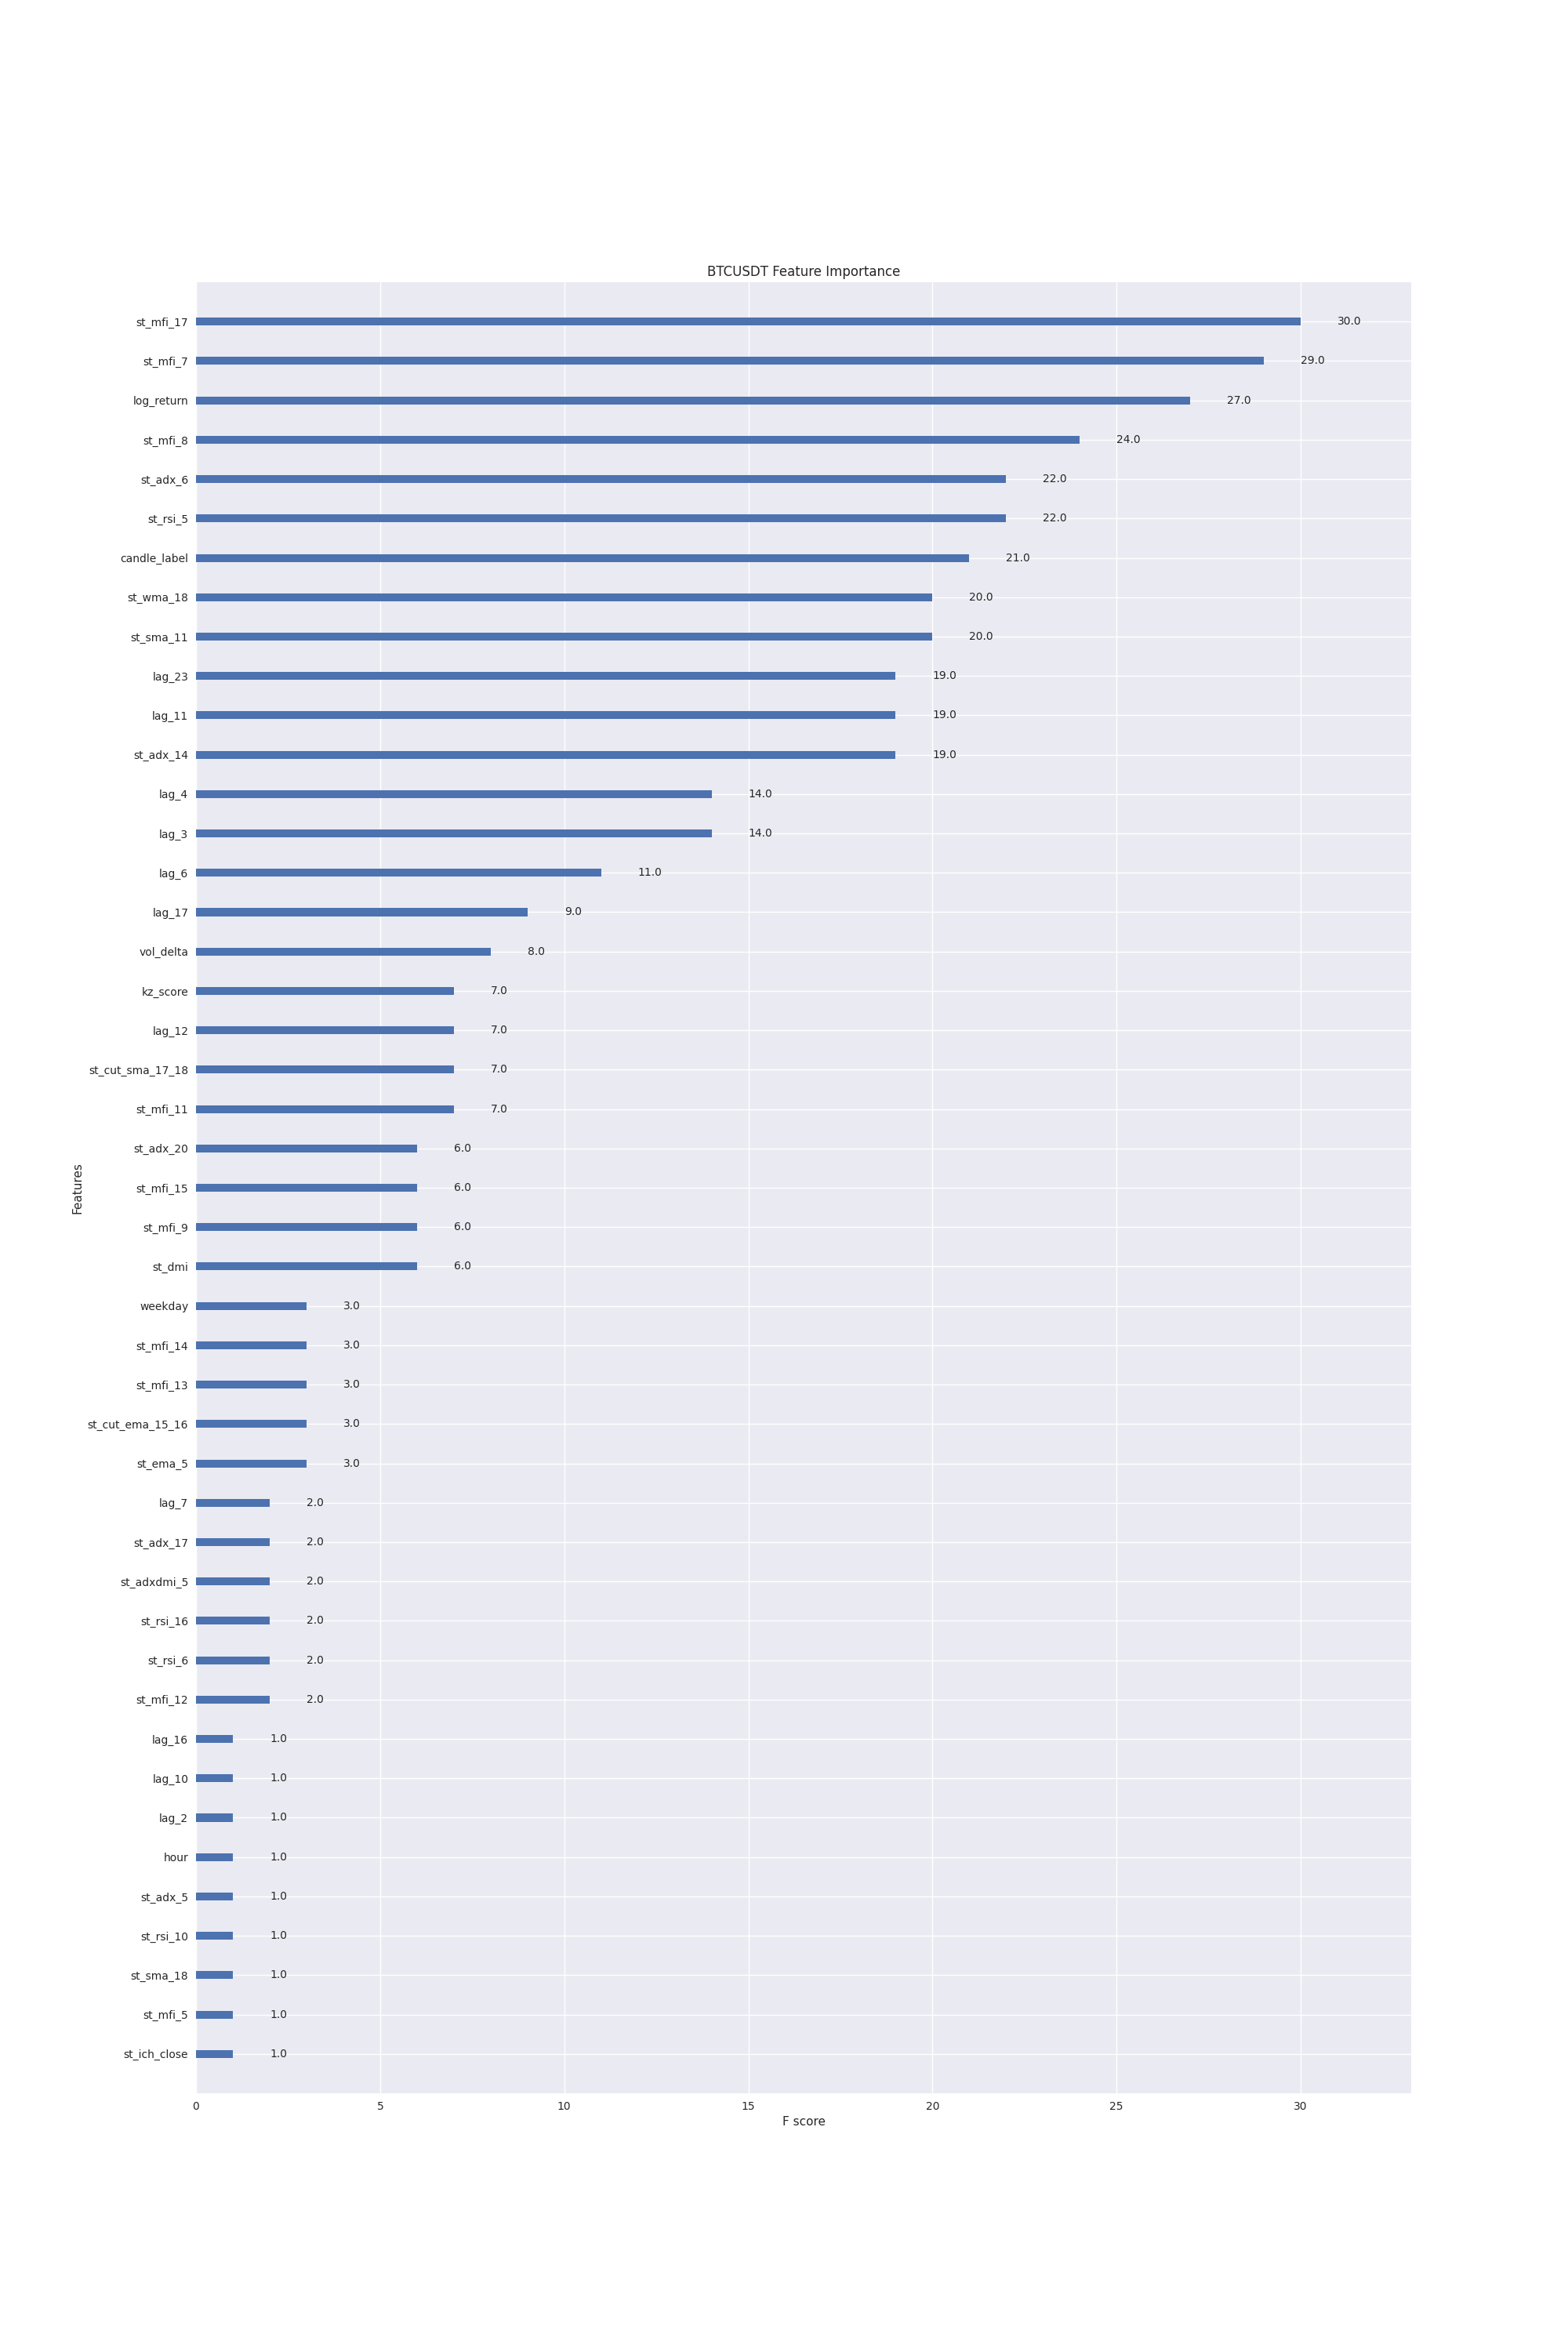 BTCUSDT Feature Importance
st_mfi_17 30.0
st_mfi_7 29.0
log_return 27.0
st_mfi_8 24.0
st_adx_6 22.0
st_rsi_5 22.0
candle_label 21.0
st_wma_18 20.0
st_sma_11 20.0
lag_23 19.0
lag_11 19.0
st_adx_14 19.0
lag_4 14.0
lag_3 14.0
lag_6 11.0
lag_17 9.0
vol_delta 8.0
kz_score 7.0
lag_12 7.0
st_cut_sma_17_18 7.0
st_mfi_11 7.0
st_adx_20 6.0
st_mfi_15 6.0
Features
st_mfi_9 6.0
st_dmi 6.0
weekday 3.0
st_mfi_14 3.0
st_mfi_13 3.0
st_cut_ema_15_16 3.0
st_ema_5 3.0
lag_7 2.0
st_adx_17 2.0
st_adxdmi_5 2.0
st_rsi_16 2.0
st_rsi_6 2.0
st_mfi_12 2.0
lag_16 1.0
lag_10 1.0
lag_2 1.0
hour 1.0
st_adx_5 1.0
st_rsi_10 1.0
st_sma_18 1.0
st_mfi_5 1.0
st_ich_close 1.0
0 5 10 15 20 25 30
F score